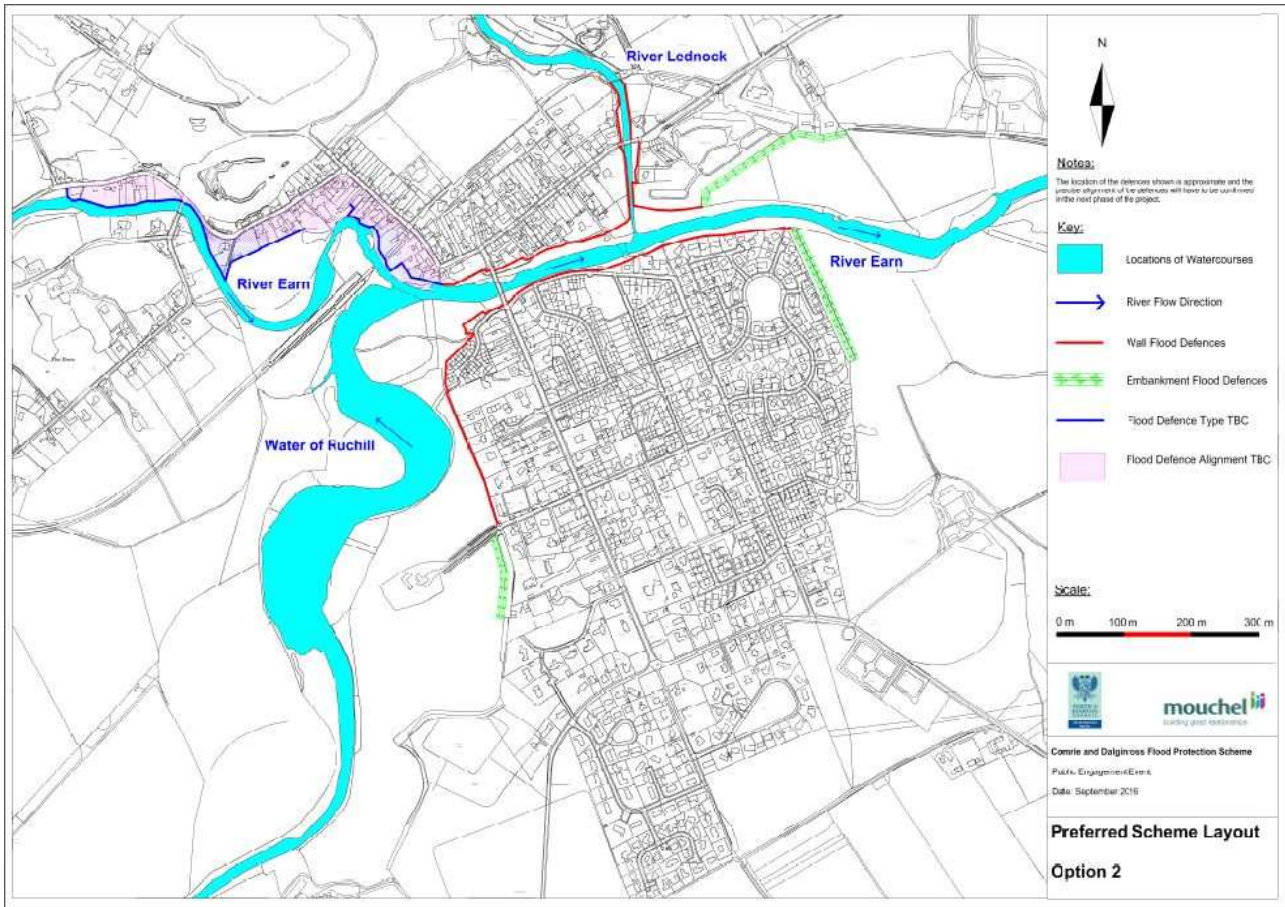 River Lednock
River Earn
River Earn
Water of Ruchill
N
Notes:
The location of the defences shown is approximate and the
precise alignment of the defences will have to be confirmed
in the next phase of the project.
Key:
Locations of Watercourses
River Flow Direction
Wall Flood Defences
Embankment Flood Defences
Flood Defence Type TBC
Flood Defence Alignment TBC
Scale:
0 m 100 m 200 m 300 m
PERTH &
KINROSS
COUNCIL
mouchel
building great relationships
Comrie and Dalginross Flood Protection Scheme
Public Engagement Event
Date: September 2016
Preferred Scheme Layout
Option 2